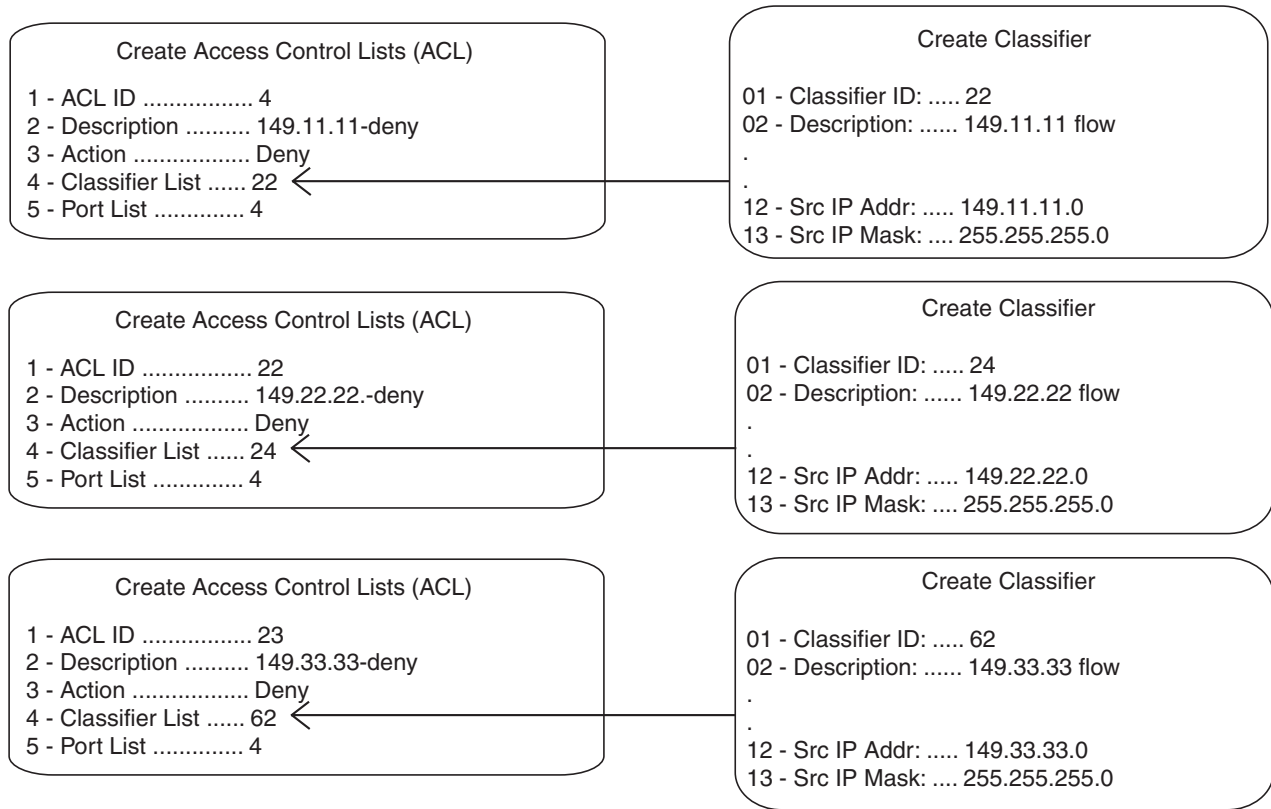 Create Access Control Lists (ACL)
1 - ACL ID ................. 4
2 - Description .......... 149.11.11-deny
3 - Action .................. Deny
4 - Classifier List ...... 22
5 - Port List .............. 4
Create Classifier
01 - Classifier ID: ..... 22
02 - Description: ...... 149.11.11 flow
.
.
12 - Src IP Addr: ..... 149.11.11.0
13 - Src IP Mask: .... 255.255.255.0
Create Access Control Lists (ACL)
1 - ACL ID ................. 22
2 - Description .......... 149.22.22.-deny
3 - Action .................. Deny
4 - Classifier List ...... 24
5 - Port List .............. 4
Create Classifier
01 - Classifier ID: ..... 24
02 - Description: ...... 149.22.22 flow
.
.
12 - Src IP Addr: ..... 149.22.22.0
13 - Src IP Mask: .... 255.255.255.0
Create Access Control Lists (ACL)
1 - ACL ID ................. 23
2 - Description .......... 149.33.33-deny
3 - Action .................. Deny
4 - Classifier List ...... 62
5 - Port List .............. 4
Create Classifier
01 - Classifier ID: ..... 62
02 - Description: ...... 149.33.33 flow
.
.
12 - Src IP Addr: ..... 149.33.33.0
13 - Src IP Mask: .... 255.255.255.0